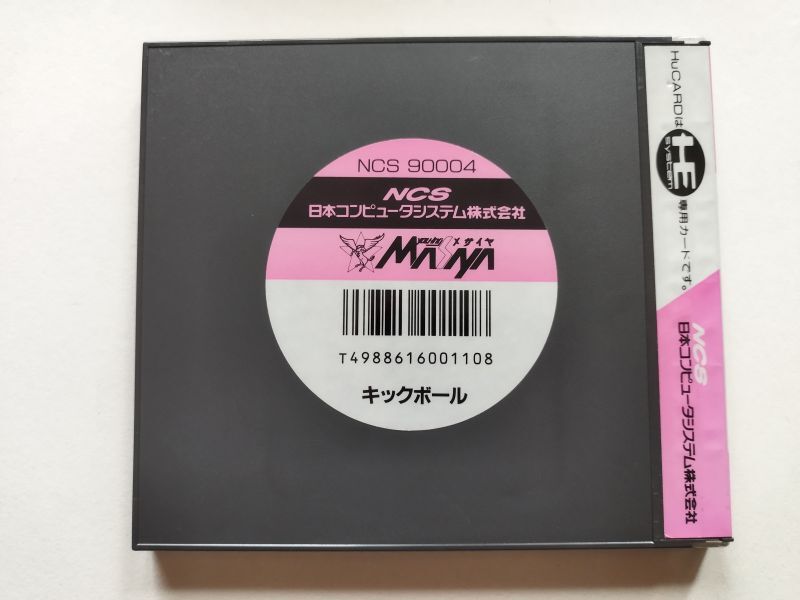 NCS 90004
NCS
日本コンピュータシステム株式会社
MASAYA メサイヤ
T4988616001108
キックボール
HuCARDは
HE system
専用カードです。
NCS
日本コンピュータシステム株式会社